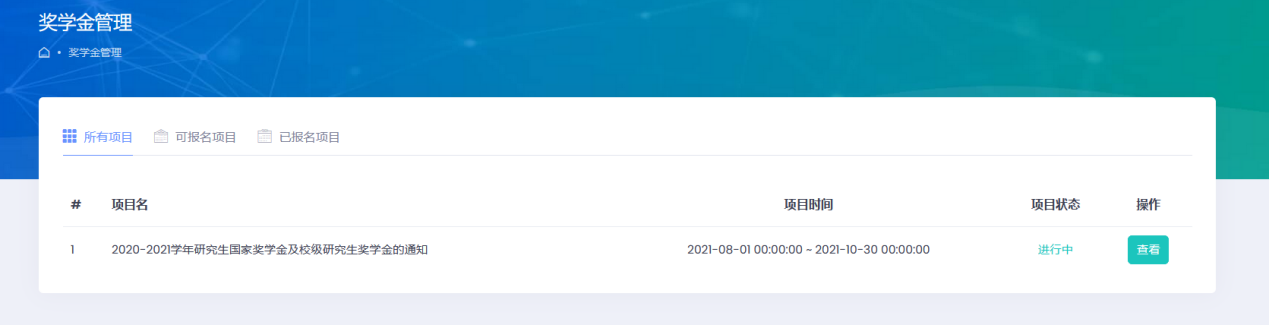 奖学金管理
• 奖学金管理
所有项目 可报名项目 已报名项目
# 项目名 项目时间 项目状态 操作
1 2020-2021学年研究生国家奖学金及校级研究生奖学金的通知 2021-08-01 00:00:00 ~ 2021-10-30 00:00:00 进行中 查看